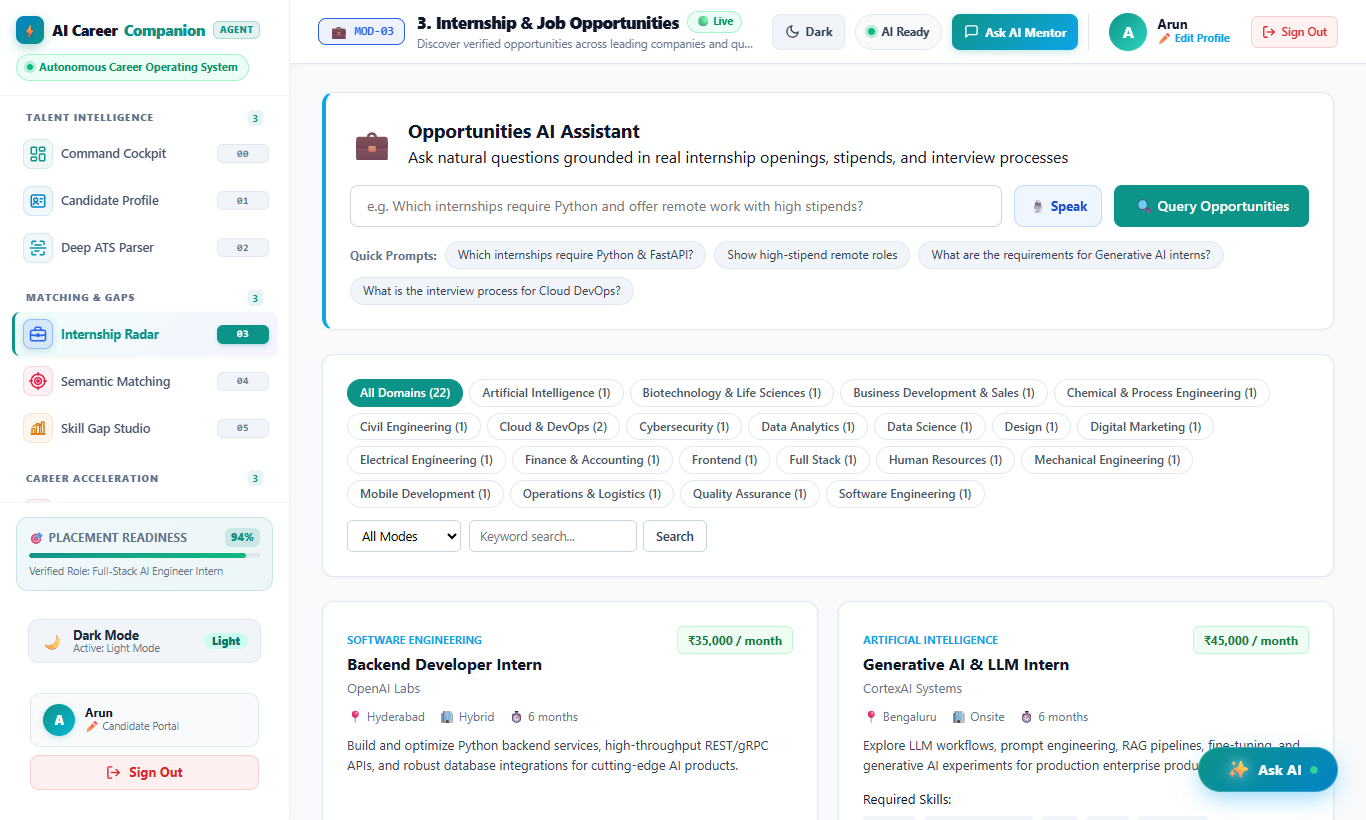 AI Career Companion AGENT
Autonomous Career Operating System
TALENT INTELLIGENCE 3
Command Cockpit 00
Candidate Profile 01
Deep ATS Parser 02
MATCHING & GAPS 3
Internship Radar 03
Semantic Matching 04
Skill Gap Studio 05
CAREER ACCELERATION 3
PLACEMENT READINESS 94%
Verified Role: Full-Stack AI Engineer Intern
Dark Mode
Active: Light Mode
Light
A
Arun
Candidate Portal
Sign Out
MOD-03
3. Internship & Job Opportunities
Live
Discover verified opportunities across leading companies and qu...
Dark
AI Ready
Ask AI Mentor
A
Arun
Edit Profile
Sign Out
Opportunities AI Assistant
Ask natural questions grounded in real internship openings, stipends, and interview processes
e.g. Which internships require Python and offer remote work with high stipends?
Speak
Query Opportunities
Quick Prompts: Which internships require Python & FastAPI? Show high-stipend remote roles What are the requirements for Generative AI interns?
What is the interview process for Cloud DevOps?
All Domains (22) Artificial Intelligence (1) Biotechnology & Life Sciences (1) Business Development & Sales (1) Chemical & Process Engineering (1)
Civil Engineering (1) Cloud & DevOps (2) Cybersecurity (1) Data Analytics (1) Data Science (1) Design (1) Digital Marketing (1)
Electrical Engineering (1) Finance & Accounting (1) Frontend (1) Full Stack (1) Human Resources (1) Mechanical Engineering (1)
Mobile Development (1) Operations & Logistics (1) Quality Assurance (1) Software Engineering (1)
All Modes Keyword search... Search
SOFTWARE ENGINEERING
₹35,000 / month
Backend Developer Intern
OpenAI Labs
Hyderabad Hybrid 6 months
Build and optimize Python backend services, high-throughput REST/gRPC
APIs, and robust database integrations for cutting-edge AI products.
ARTIFICIAL INTELLIGENCE
₹45,000 / month
Generative AI & LLM Intern
CortexAI Systems
Bengaluru Onsite 6 months
Explore LLM workflows, prompt engineering, RAG pipelines, fine-tuning, and
generative AI experiments for production enterprise
Required Skills:
Ask AI